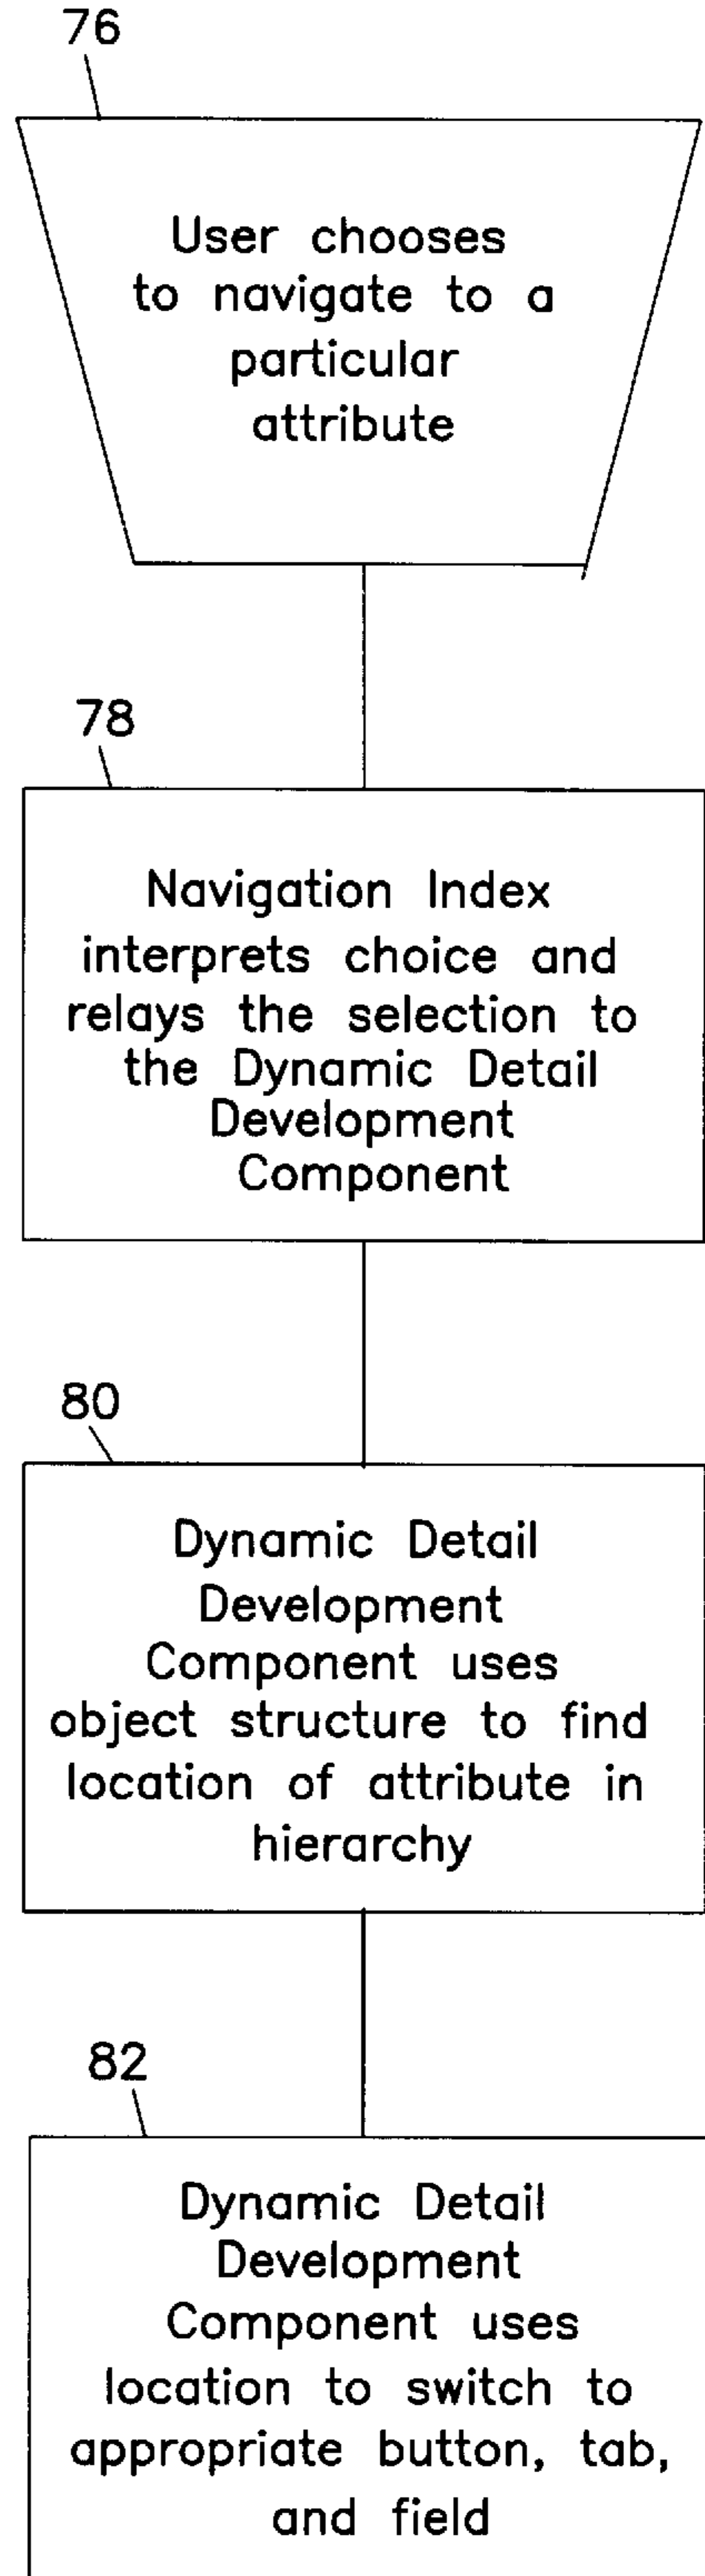 76
User chooses
to navigate to a
particular
attribute
78
Navigation Index
interprets choice and
relays the selection to
the Dynamic Detail
Development
Component
80
Dynamic Detail
Development
Component uses
object structure to find
location of attribute in
hierarchy
82
Dynamic Detail
Development
Component uses
location to switch to
appropriate button, tab,
and field